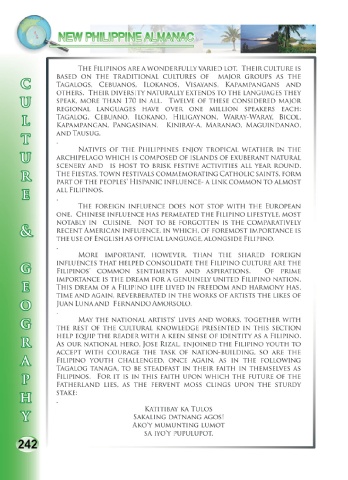 NEW PHILIPPINE ALMANAC
CULTURE & GEOGRAPHY
The Filipinos are a wonderfully varied lot. Their culture is
based on the traditional cultures of major groups as the
Tagalogs, Cebuanos, Ilokanos, Visayans, Kapampangans and
others. Their diversity naturally extends to the languages they
speak, more than 170 in all. Twelve of these considered major
regional languages have over one million speakers each:
Tagalog, Cebuano, Ilokano, Hiligaynon, Waray-Waray, Bicol,
Kapampangan, Pangasinan, Kiniray-a, Maranao, Maguindanao,
and Tausug.
Natives of the Philippines enjoy tropical weather in the
archipelago which is composed of islands of exuberant natural
scenery and is host to brisk festive activities all year round.
The Fiestas, town festivals commemorating Catholic saints, form
part of the peoples' Hispanic influence- a link common to almost
all Filipinos.
The foreign influence does not stop with the European
one. Chinese influence has permeated the Filipino lifestyle, most
notably in cuisine. Not to be forgotten is the comparatively
recent American influence, in which, of foremost importance is
the use of English as official language, alongside Filipino.
More important, however, than the shared foreign
influences that helped consolidate the Filipino culture are the
Filipinos' common sentiments and aspirations. Of prime
importance is the dream for a genuinely united Filipino nation.
This dream of a Filipino life lived in freedom and harmony has,
time and again, reverberated in the works of artists the likes of
Juan Luna and Fernando Amorsolo.
May the national artists' lives and works, together with
the rest of the cultural knowledge presented in this section
help equip the reader with a keen sense of identity as a Filipino.
As our national hero, Jose Rizal, enjoined the Filipino youth to
accept with courage the task of nation-building, so are the
Filipino youth challenged, once again, as in the following
Tagalog tanaga, to be steadfast in their faith in themselves as
Filipinos. For it is in this faith upon which the future of the
Fatherland lies, as the fervent moss clings upon the sturdy
stake:
Katitibay ka Tulos
Sakaling datnang agos!
Ako'y mumunting lumot
sa iyo'y pupulupot.
242